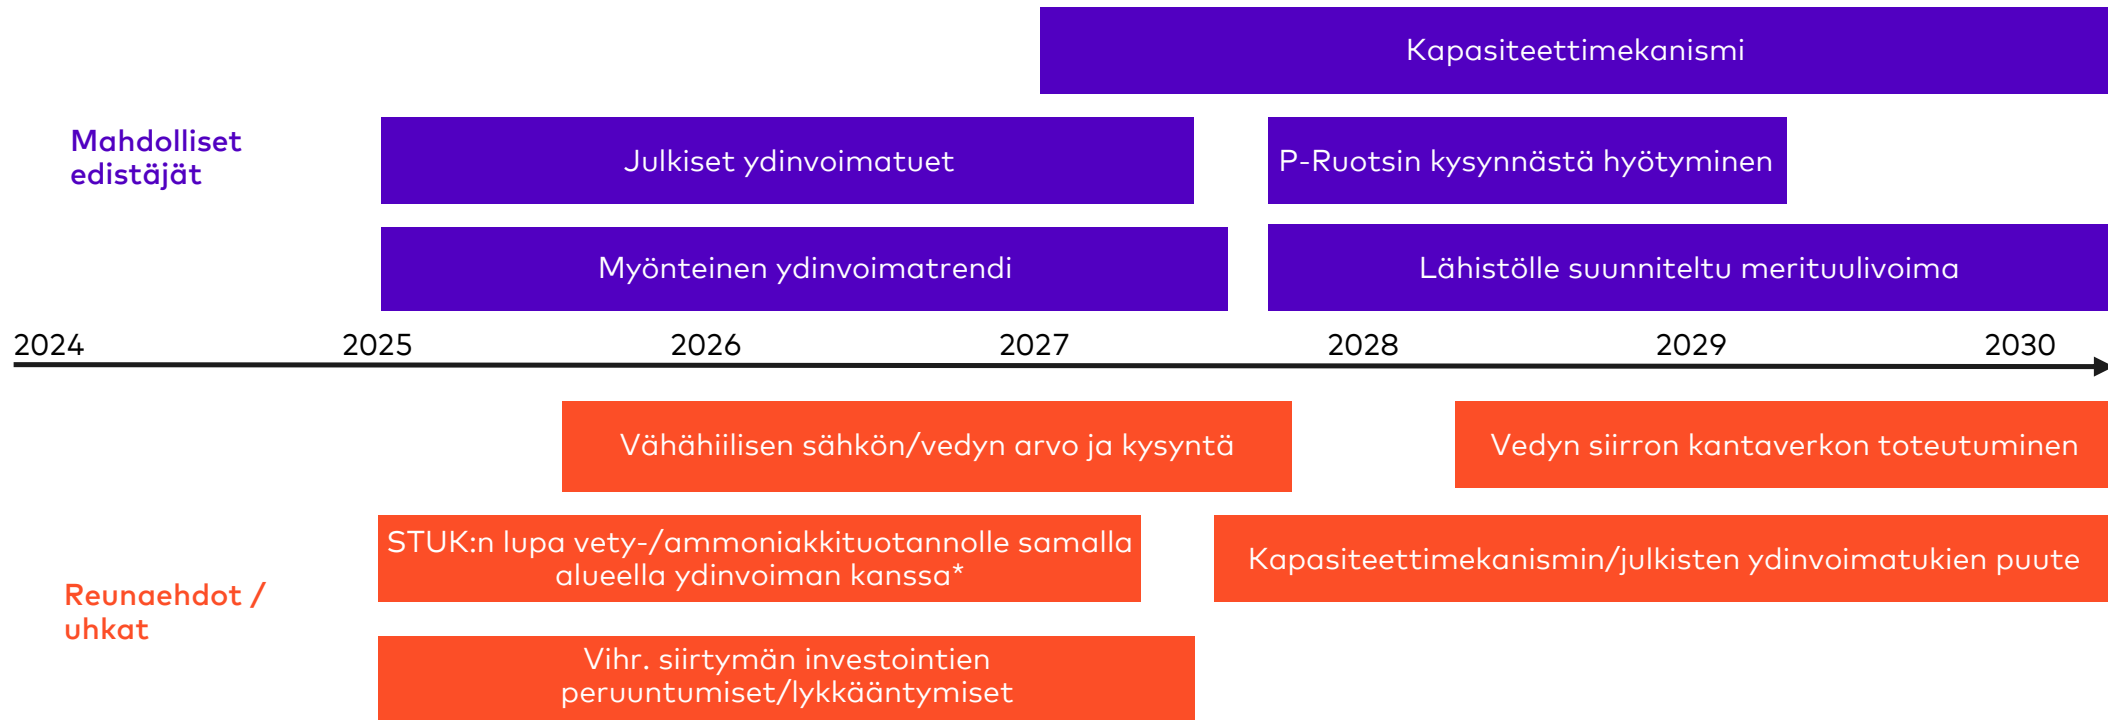 Kapasiteettimekanismi
Mahdolliset
edistäjät
Julkiset ydinvoimatuet
P-Ruotsin kysynnästä hyötyminen
Myönteinen ydinvoimatrendi
Lähistölle suunniteltu merituulivoima
2024 2025 2026 2027 2028 2029 2030
Vähähiilisen sähkön/vedyn arvo ja kysyntä
Vedyn siirron kantaverkon toteutuminen
STUK:n lupa vety-/ammoniakkituotannolle samalla
alueella ydinvoiman kanssa*
Kapasiteettimekanismin/julkisten ydinvoimatukien puute
Reunaehdot /
uhkat
Vihr. siirtymän investointien
peruuntumiset/lykkääntymiset